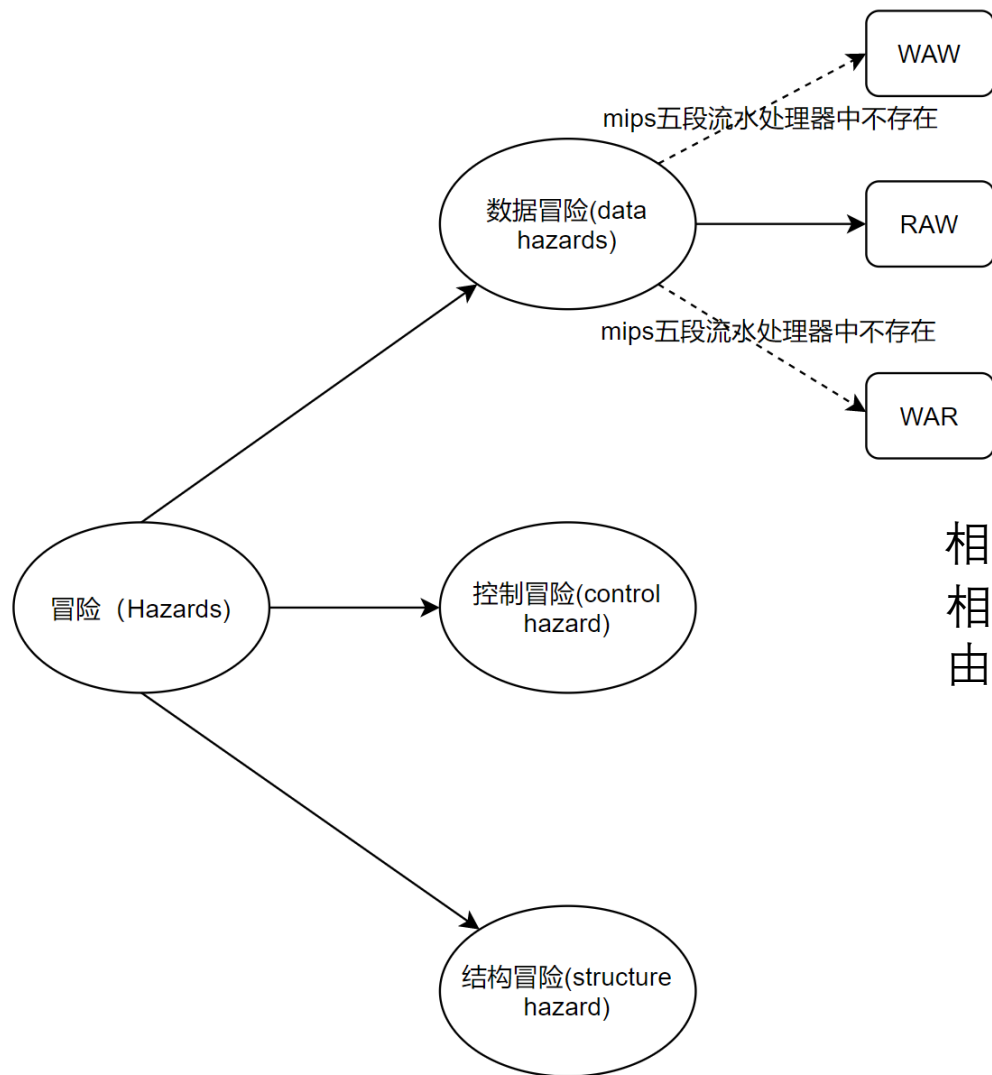 WAW
mips五段流水处理器中不存在
数据冒险(data
hazards)
RAW
mips五段流水处理器中不存在
WAR
相
相
由
冒险（Hazards)
控制冒险(control
hazard)
结构冒险(structure
hazard)